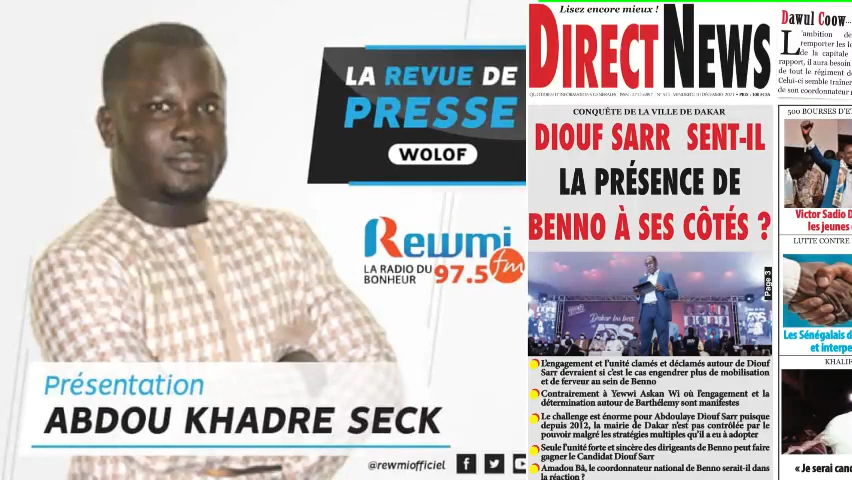 LA REVUE DE
PRESSE
WOLOF
Rewmi
fm
LA RADIO DU
BONHEUR
97.5
Présentation
ABDOU KHADRE SECK
@rewmiofficiel
Lisez encore mieux !
DIRECT NEWS
CONQUÊTE DE LA VILLE DE DAKAR
DIOUF SARR SENT-IL
LA PRÉSENCE DE
BENNO À SES CÔTÉS ?
Page 3
L'engagement et l'unité clamés et déclamés autour de Diouf
Sarr devraient si c'est le cas engendrer plus de mobilisation
et de ferveur au sein de Benno
Contrairement à Yewwi Askan Wi où l'engagement et la
détermination autour de Barthélemy sont manifestes
Le challenge est énorme pour Abdoulaye Diouf Sarr puisque
depuis 2012, la mairie de Dakar n'est pas contrôlée par le
pouvoir malgré les stratégies multiples qu'il a eu à adopter
Seule l'unité forte et sincère des dirigeants de Benno peut faire
gagner le Candidat Diouf Sarr
Amadou Bâ, le coordonnateur national de Benno serait-il dans
la réaction ?
Dawul Coow...
L'ambition de
remporter les lo
de la capitale
rapport, il aura besoin
de tout le régiment de
Celui-ci semble traîner
de son coordonnateur
500 BOURSES D'ET
Victor Sadio D
les jeunes
LUTTE CONTRE
Les Sénégalais d
et interpe
KHALIF
« Je serai canc